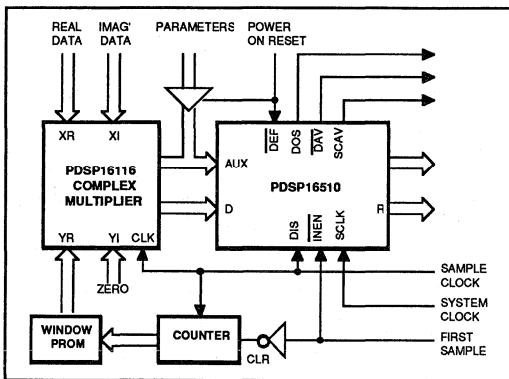 REAL DATA
IMAG' DATA
PARAMETERS
POWER ON RESET
XR
XI
PDSP16116
COMPLEX
MULTIPLIER
YR
YI
CLK
ZERO
DEF
DOS
DAV
SCAV
AUX
PDSP16510
D
R
DIS
INEN
SCLK
SAMPLE
CLOCK
SYSTEM
CLOCK
WINDOW
PROM
COUNTER
CLR
FIRST
SAMPLE